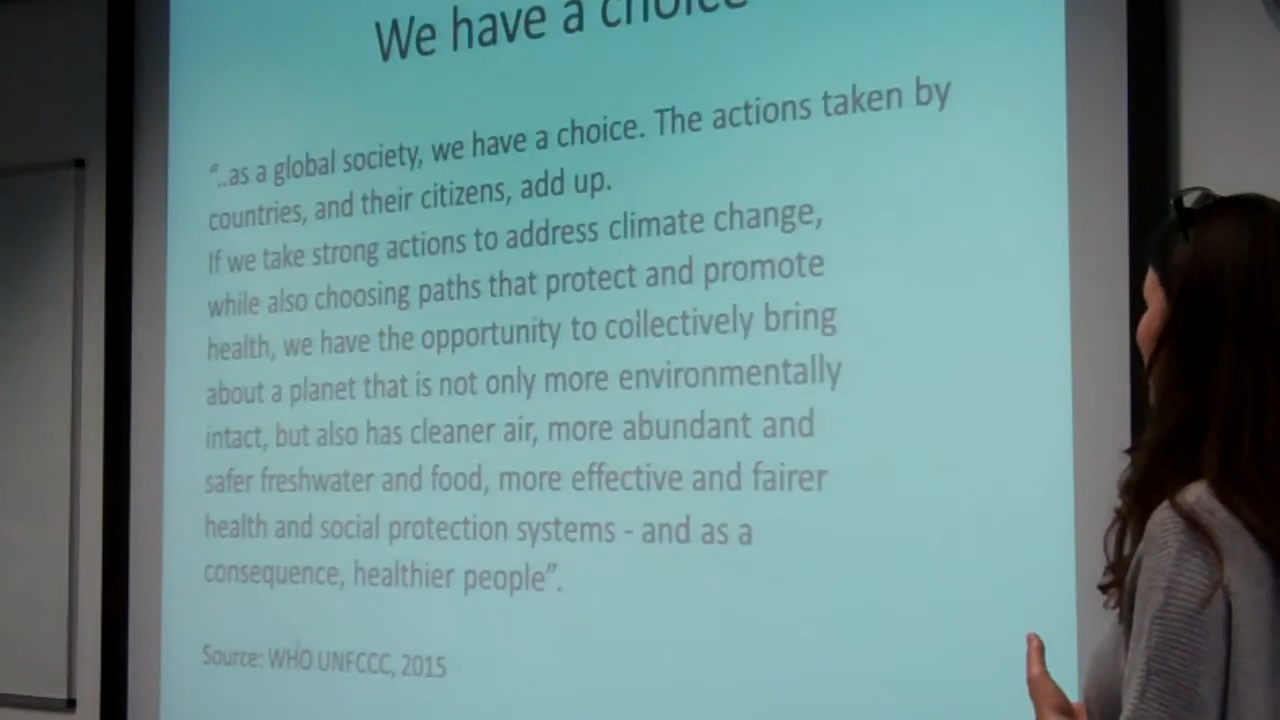 We have a choice
“..as a global society, we have a choice. The actions taken by
countries, and their citizens, add up.
If we take strong actions to address climate change,
while also choosing paths that protect and promote
health, we have the opportunity to collectively bring
about a planet that is not only more environmentally
intact, but also has cleaner air, more abundant and
safer freshwater and food, more effective and fairer
health and social protection systems - and as a
consequence, healthier people”.
Source: WHO UNFCCC, 2015